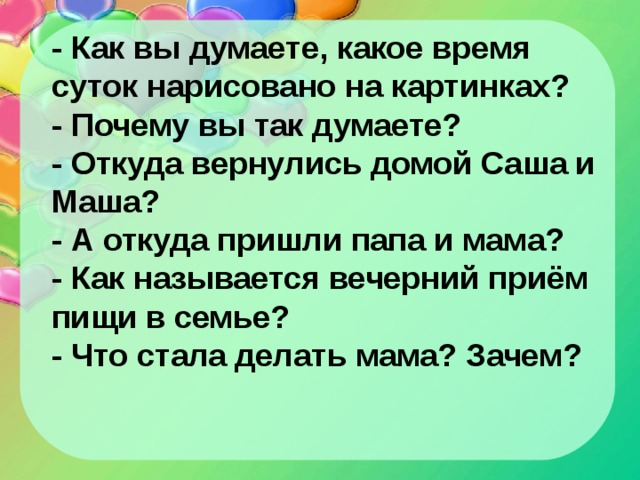 - Как вы думаете, какое время
суток нарисовано на картинках?
- Почему вы так думаете?
- Откуда вернулись домой Саша и
Маша?
- А откуда пришли папа и мама?
- Как называется вечерний приём
пищи в семье?
- Что стала делать мама? Зачем?